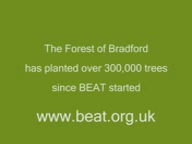 The Forest of Bradford
has planted over 300,000 trees
since BEAT started
www.beat.org.uk